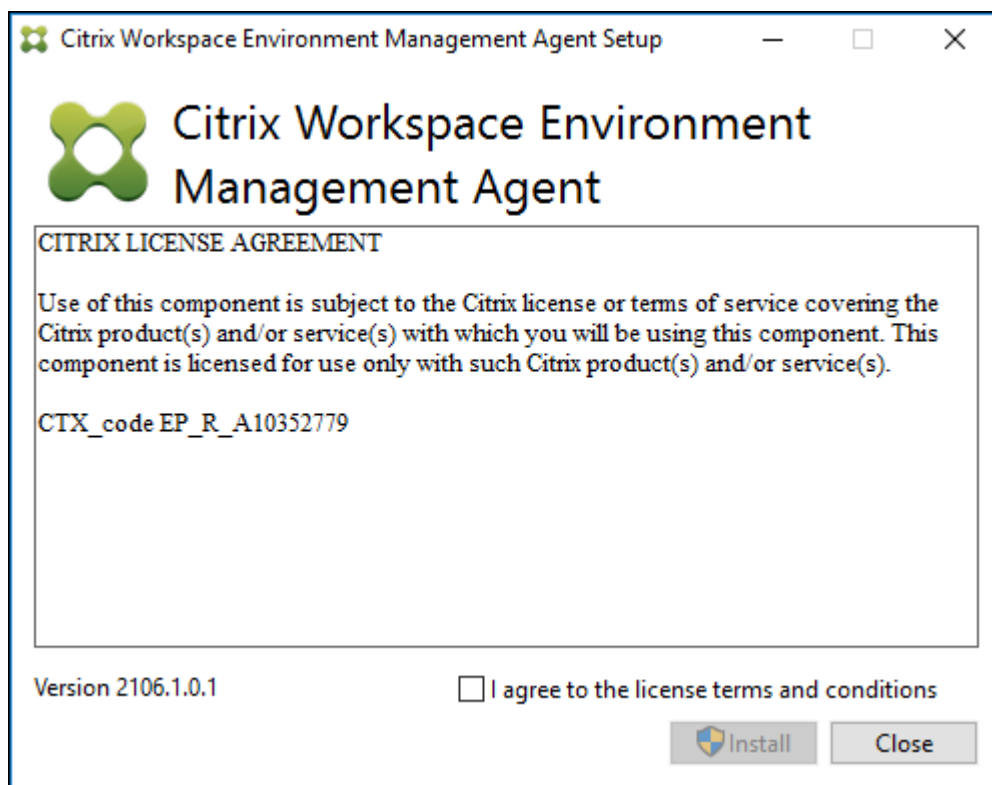 Citrix Workspace Environment Management Agent Setup
Citrix Workspace Environment
Management Agent
CITRIX LICENSE AGREEMENT
Use of this component is subject to the Citrix license or terms of service covering the
Citrix product(s) and/or service(s) with which you will be using this component. This
component is licensed for use only with such Citrix product(s) and/or service(s).
CTX_code EP_R_A10352779
Version 2106.1.0.1
I agree to the license terms and conditions
Install
Close